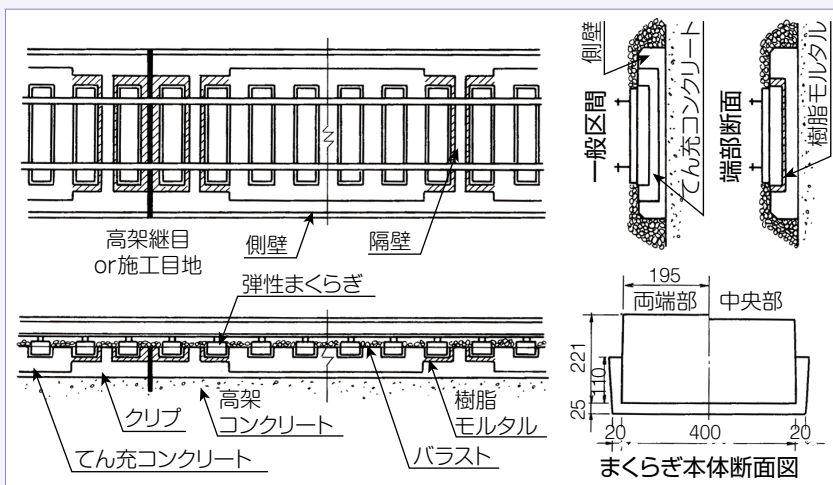 高架継目
or施工目地
側壁
隔壁
弾性まくらぎ
クリプ
高架
コンクリート
樹脂
モルタル
てん充コンクリート
バラスト
一般区間
側壁
てん充コンクリート
端部断面
樹脂モルタル
195
両端部
中央部
221
110
25
20
400
20
まくらぎ本体断面図